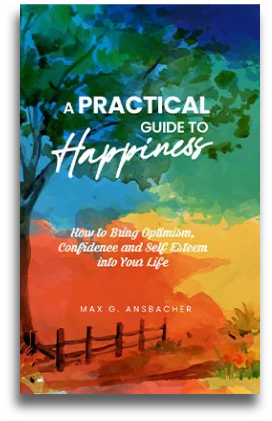 A PRACTICAL
GUIDE TO
Happiness
How to Bring Optimism,
Confidence and Self Esteem
into Your Life
MAX G. ANSBACHER